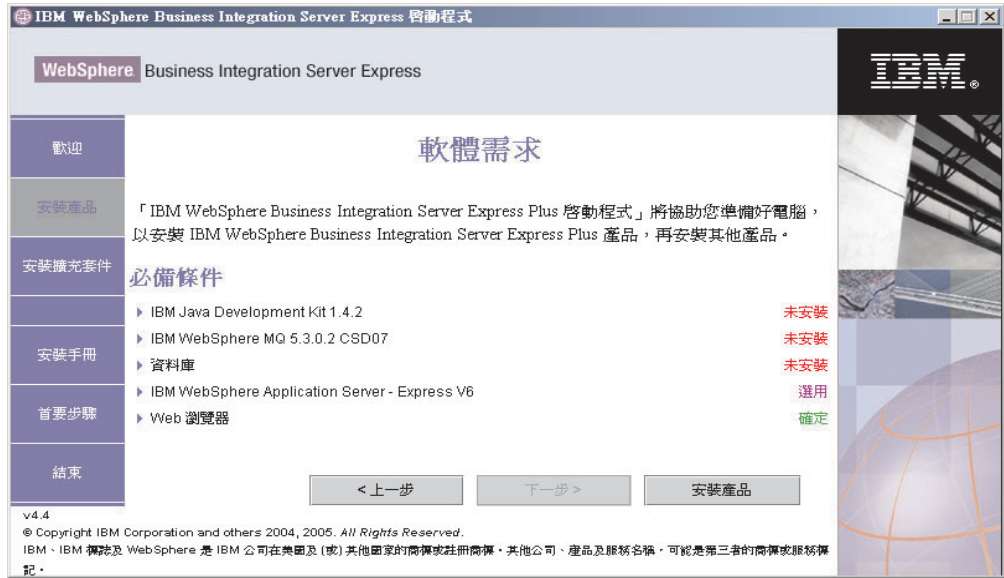 IBM WebSphere Business Integration Server Express 啓動程式
WebSphere. Business Integration Server Express
IBM®
歡迎
安裝產品
安裝擴充套件
安裝手冊
首要步驟
結束
軟體需求
「IBM WebSphere Business Integration Server Express Plus 啓動程式」將協助您準備好電腦，
以安裝 IBM WebSphere Business Integration Server Express Plus 產品，再安裝其他產品。
必備條件
IBM Java Development Kit 1.4.2 未安裝
IBM WebSphere MQ 5.3.0.2 CSD07 未安裝
資料庫 未安裝
IBM WebSphere Application Server - Express V6 選用
Web 瀏覽器 確定
<上一步 下一步> 安裝產品
v4.4
© Copyright IBM Corporation and others 2004, 2005. All Rights Reserved.
IBM、IBM 標誌及 WebSphere 是 IBM 公司在美國及 (或) 其他國家的商標或註冊商標。其他公司、產品及服務名稱，可能是第三者的商標或服務標
記。